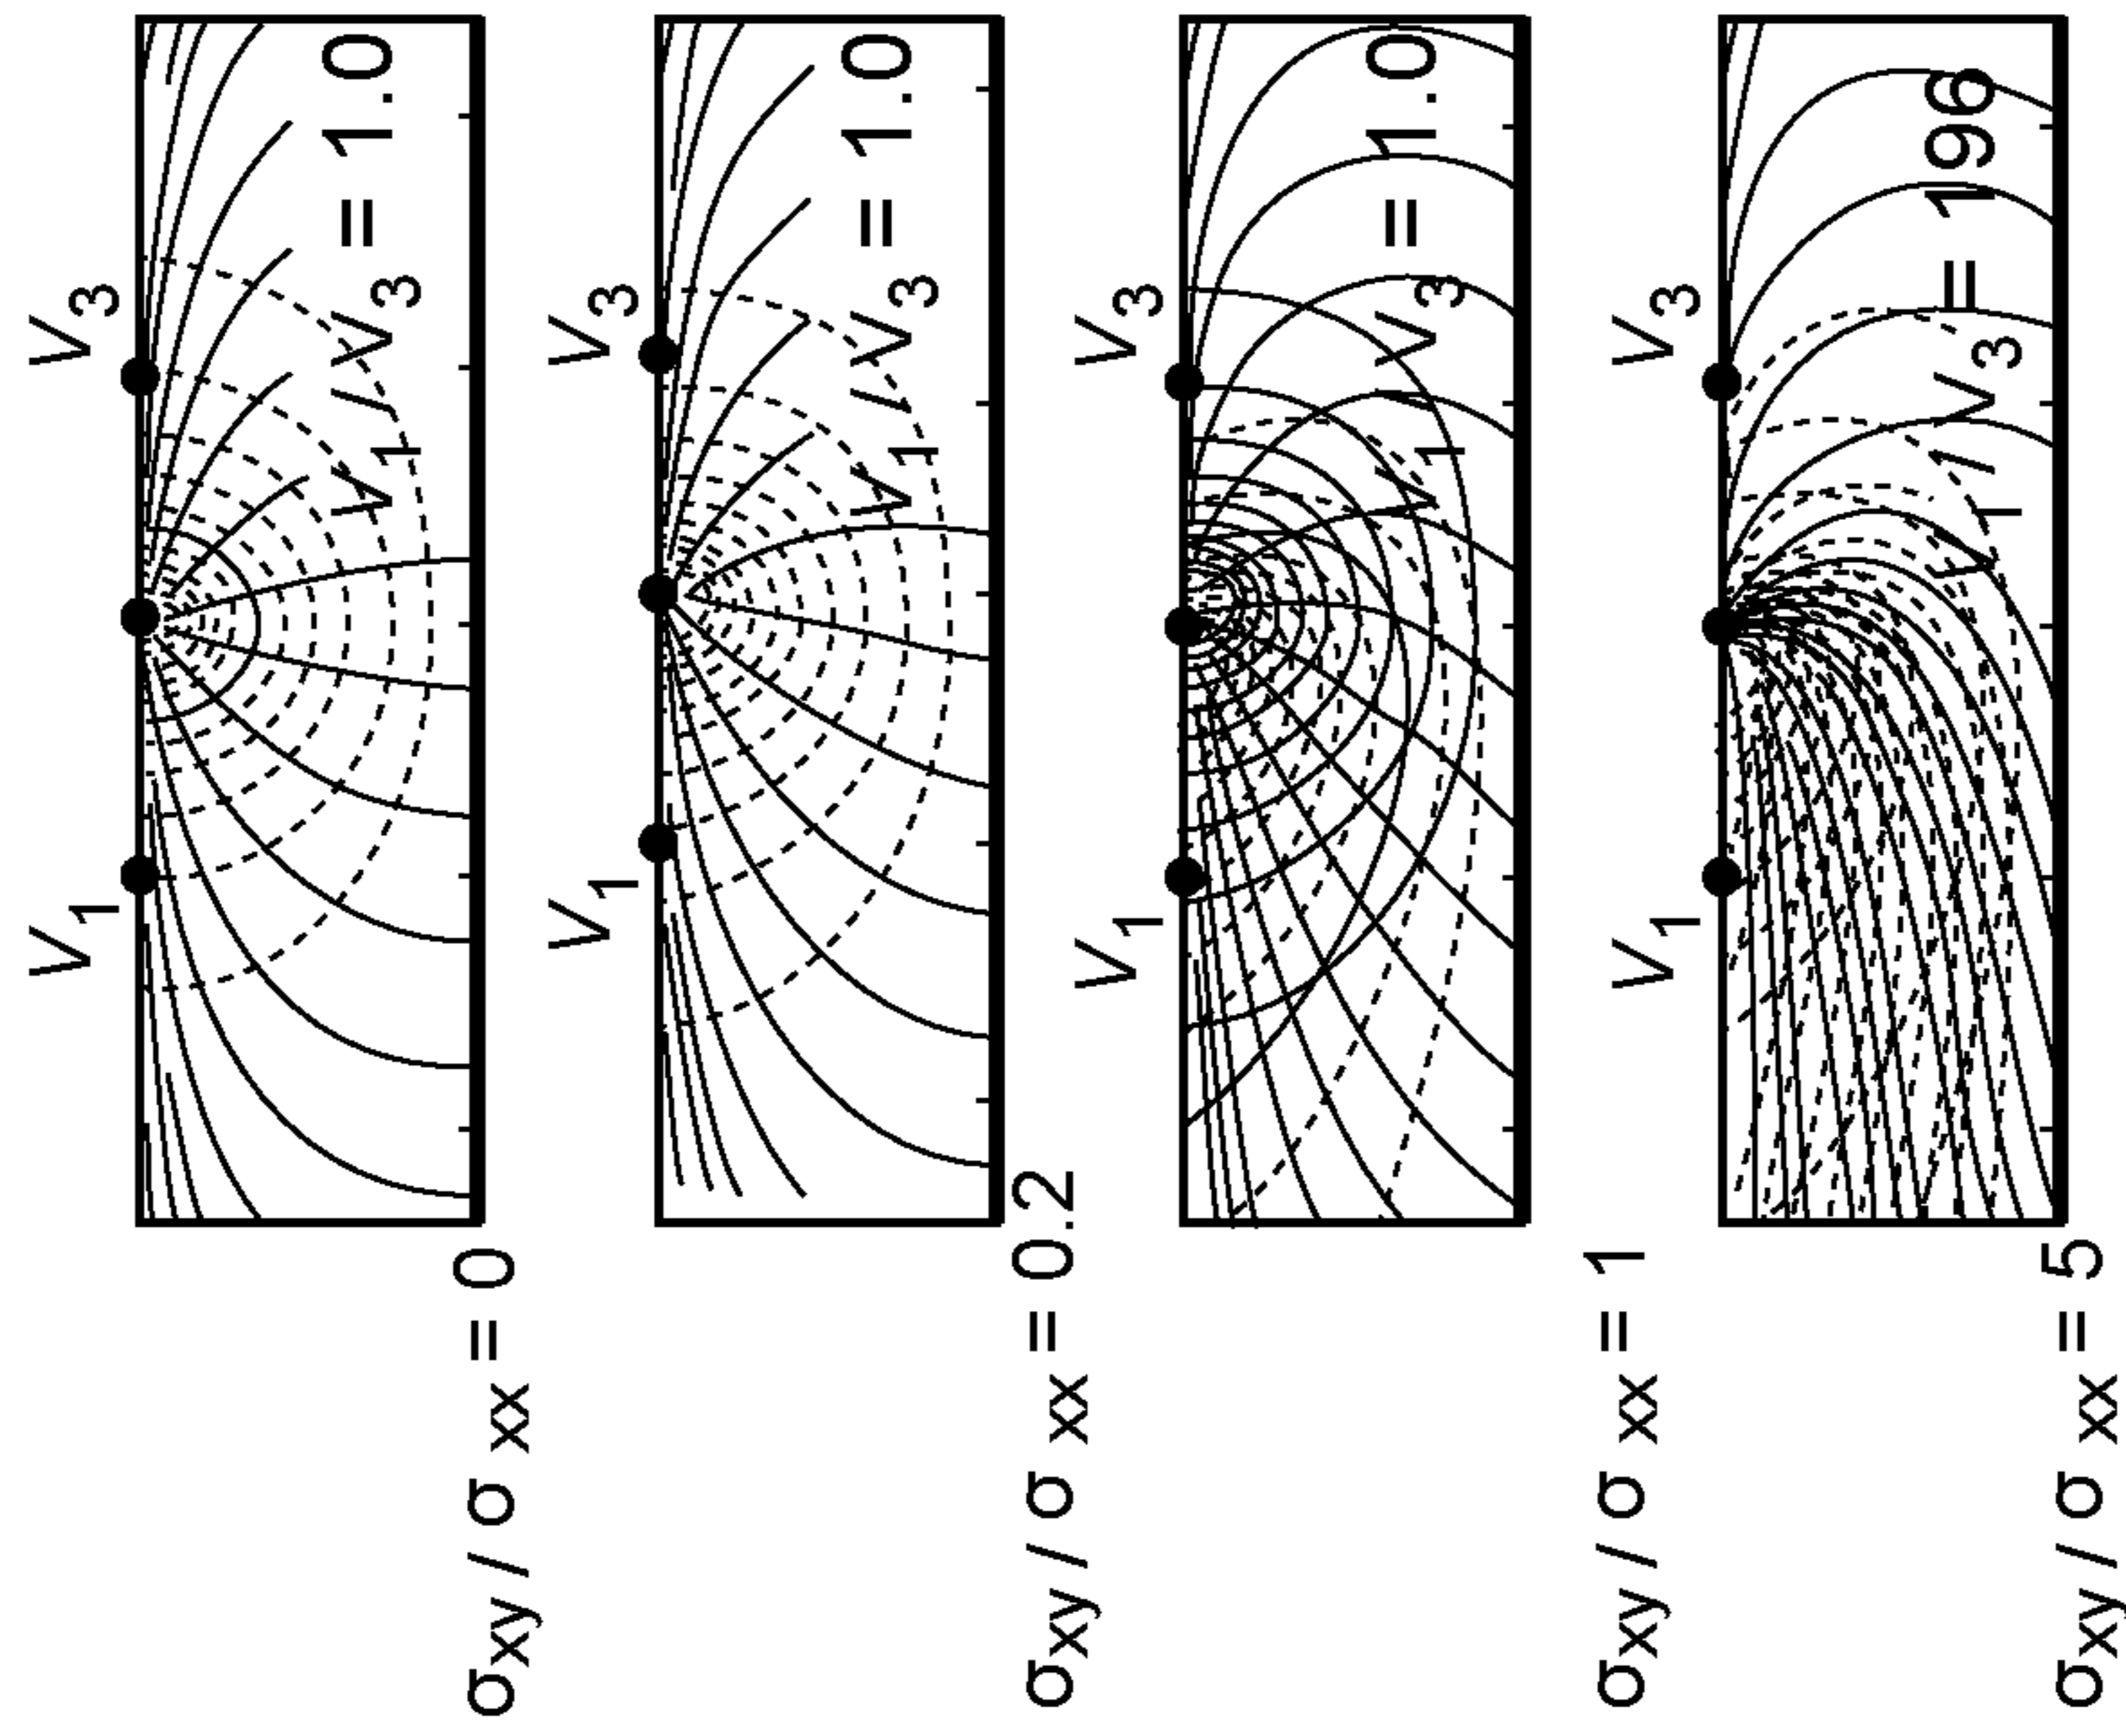 V1 V3
V1 / V3 = 1.0
σxy / σ xx = 0
V1 V3
V1 / V3 = 1.0
σxy / σ xx = 0.2
V1 V3
V1 / V3 = 1.0
σxy / σ xx = 1
V1 V3
V1 / V3 = 196
σxy / σ xx = 5